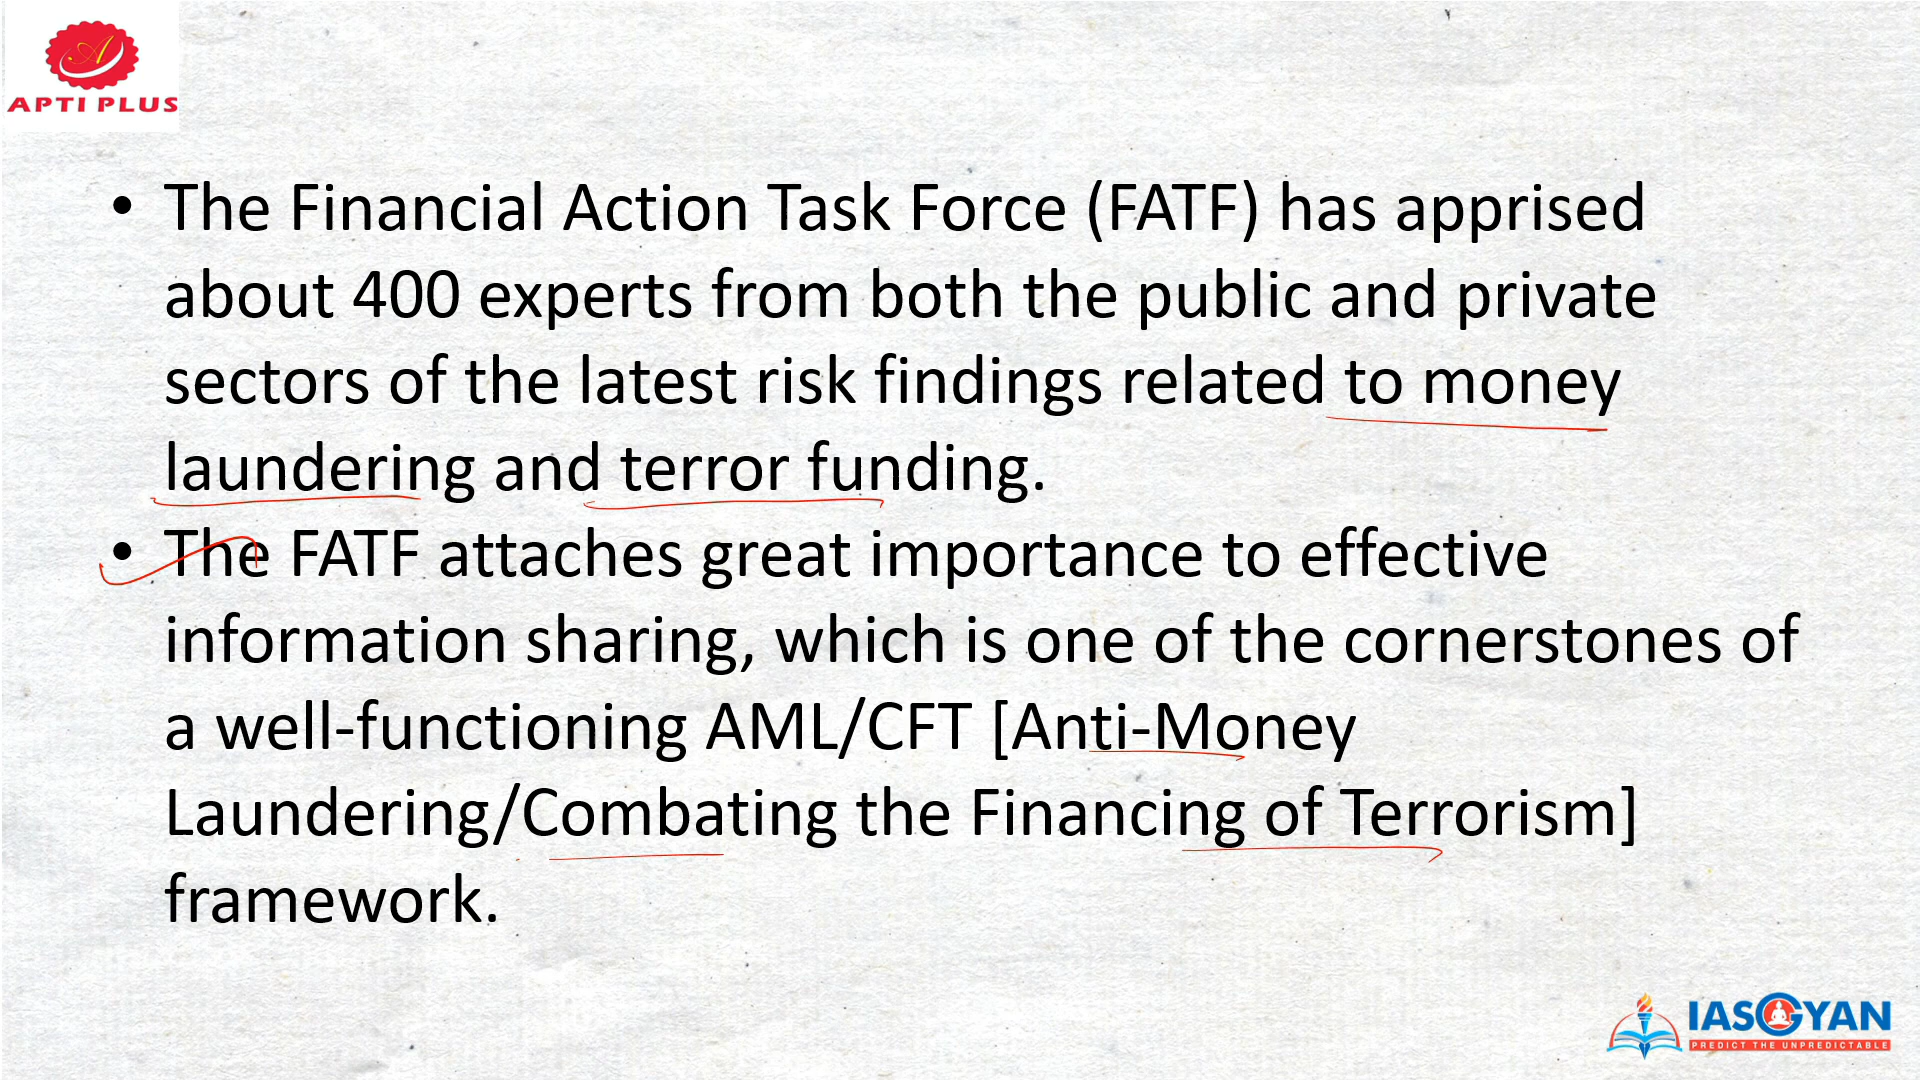 APTI PLUS
• The Financial Action Task Force (FATF) has apprised
about 400 experts from both the public and private
sectors of the latest risk findings related to money
laundering and terror funding.
• The FATF attaches great importance to effective
information sharing, which is one of the cornerstones of
a well-functioning AML/CFT [Anti-Money
Laundering/Combating the Financing of Terrorism]
framework.
IASGYAN
PREDICT THE UNPREDICTABLE